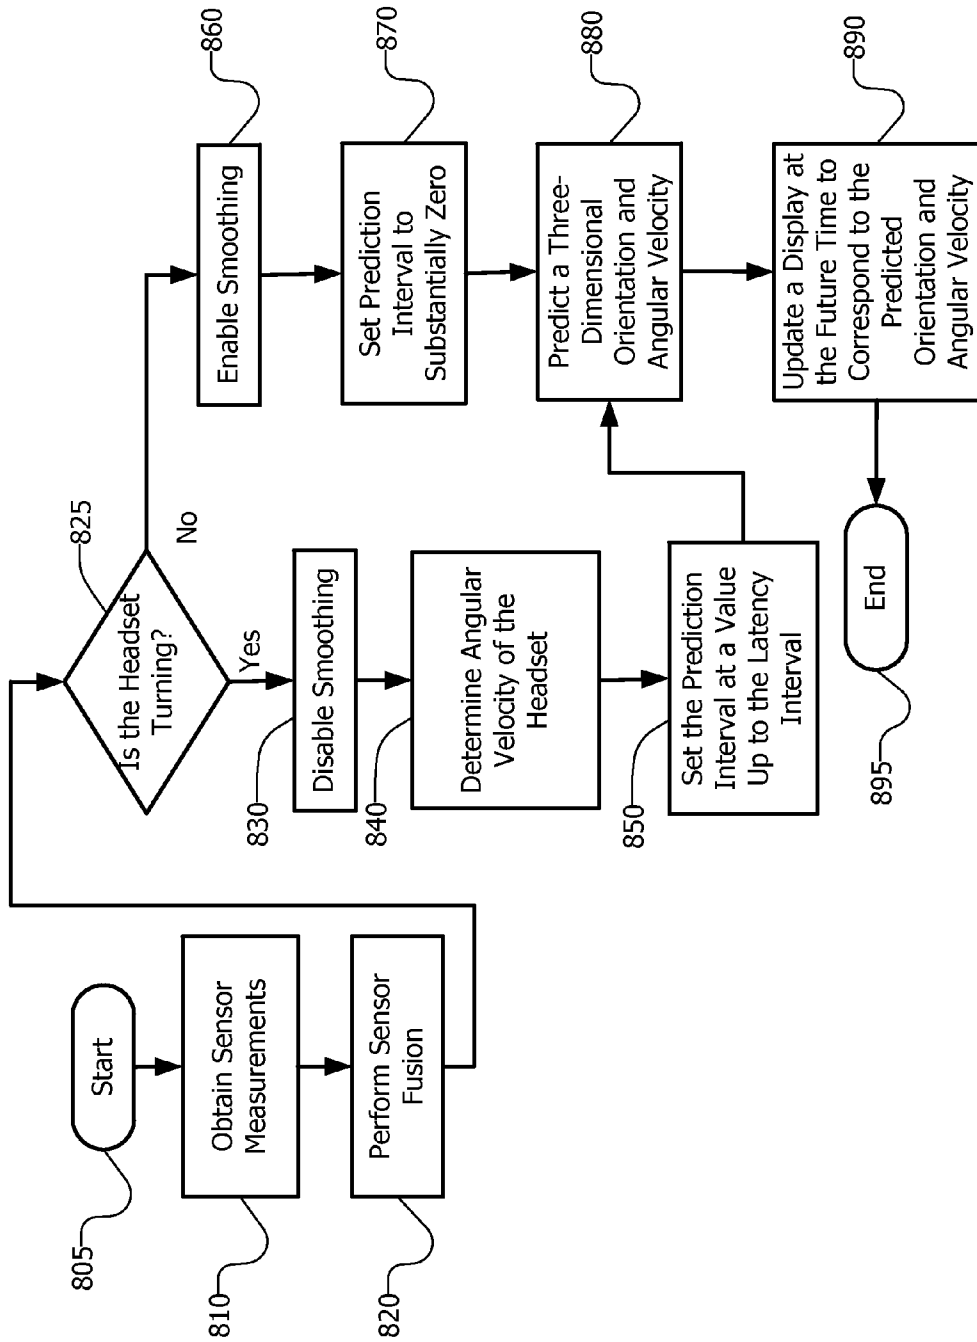 Start
805
Obtain Sensor
Measurements
810
Perform Sensor
Fusion
820
Is the Headset
Turning?
825
Yes
No
Disable Smoothing
830
Determine Angular
Velocity of the
Headset
840
Set the Prediction
Interval at a Value
Up to the Latency
Interval
850
Enable Smoothing
860
Set Prediction
Interval to
Substantially Zero
870
Predict a Three-
Dimensional
Orientation and
Angular Velocity
880
Update a Display at
the Future Time to
Correspond to the
Predicted
Orientation and
Angular Velocity
890
End
895